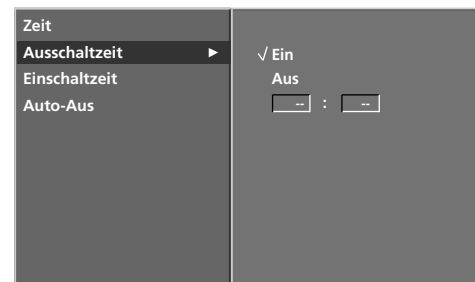 Zeit
Ausschaltzeit ►
Einschaltzeit
Auto-Aus
√ Ein
Aus
-- : --